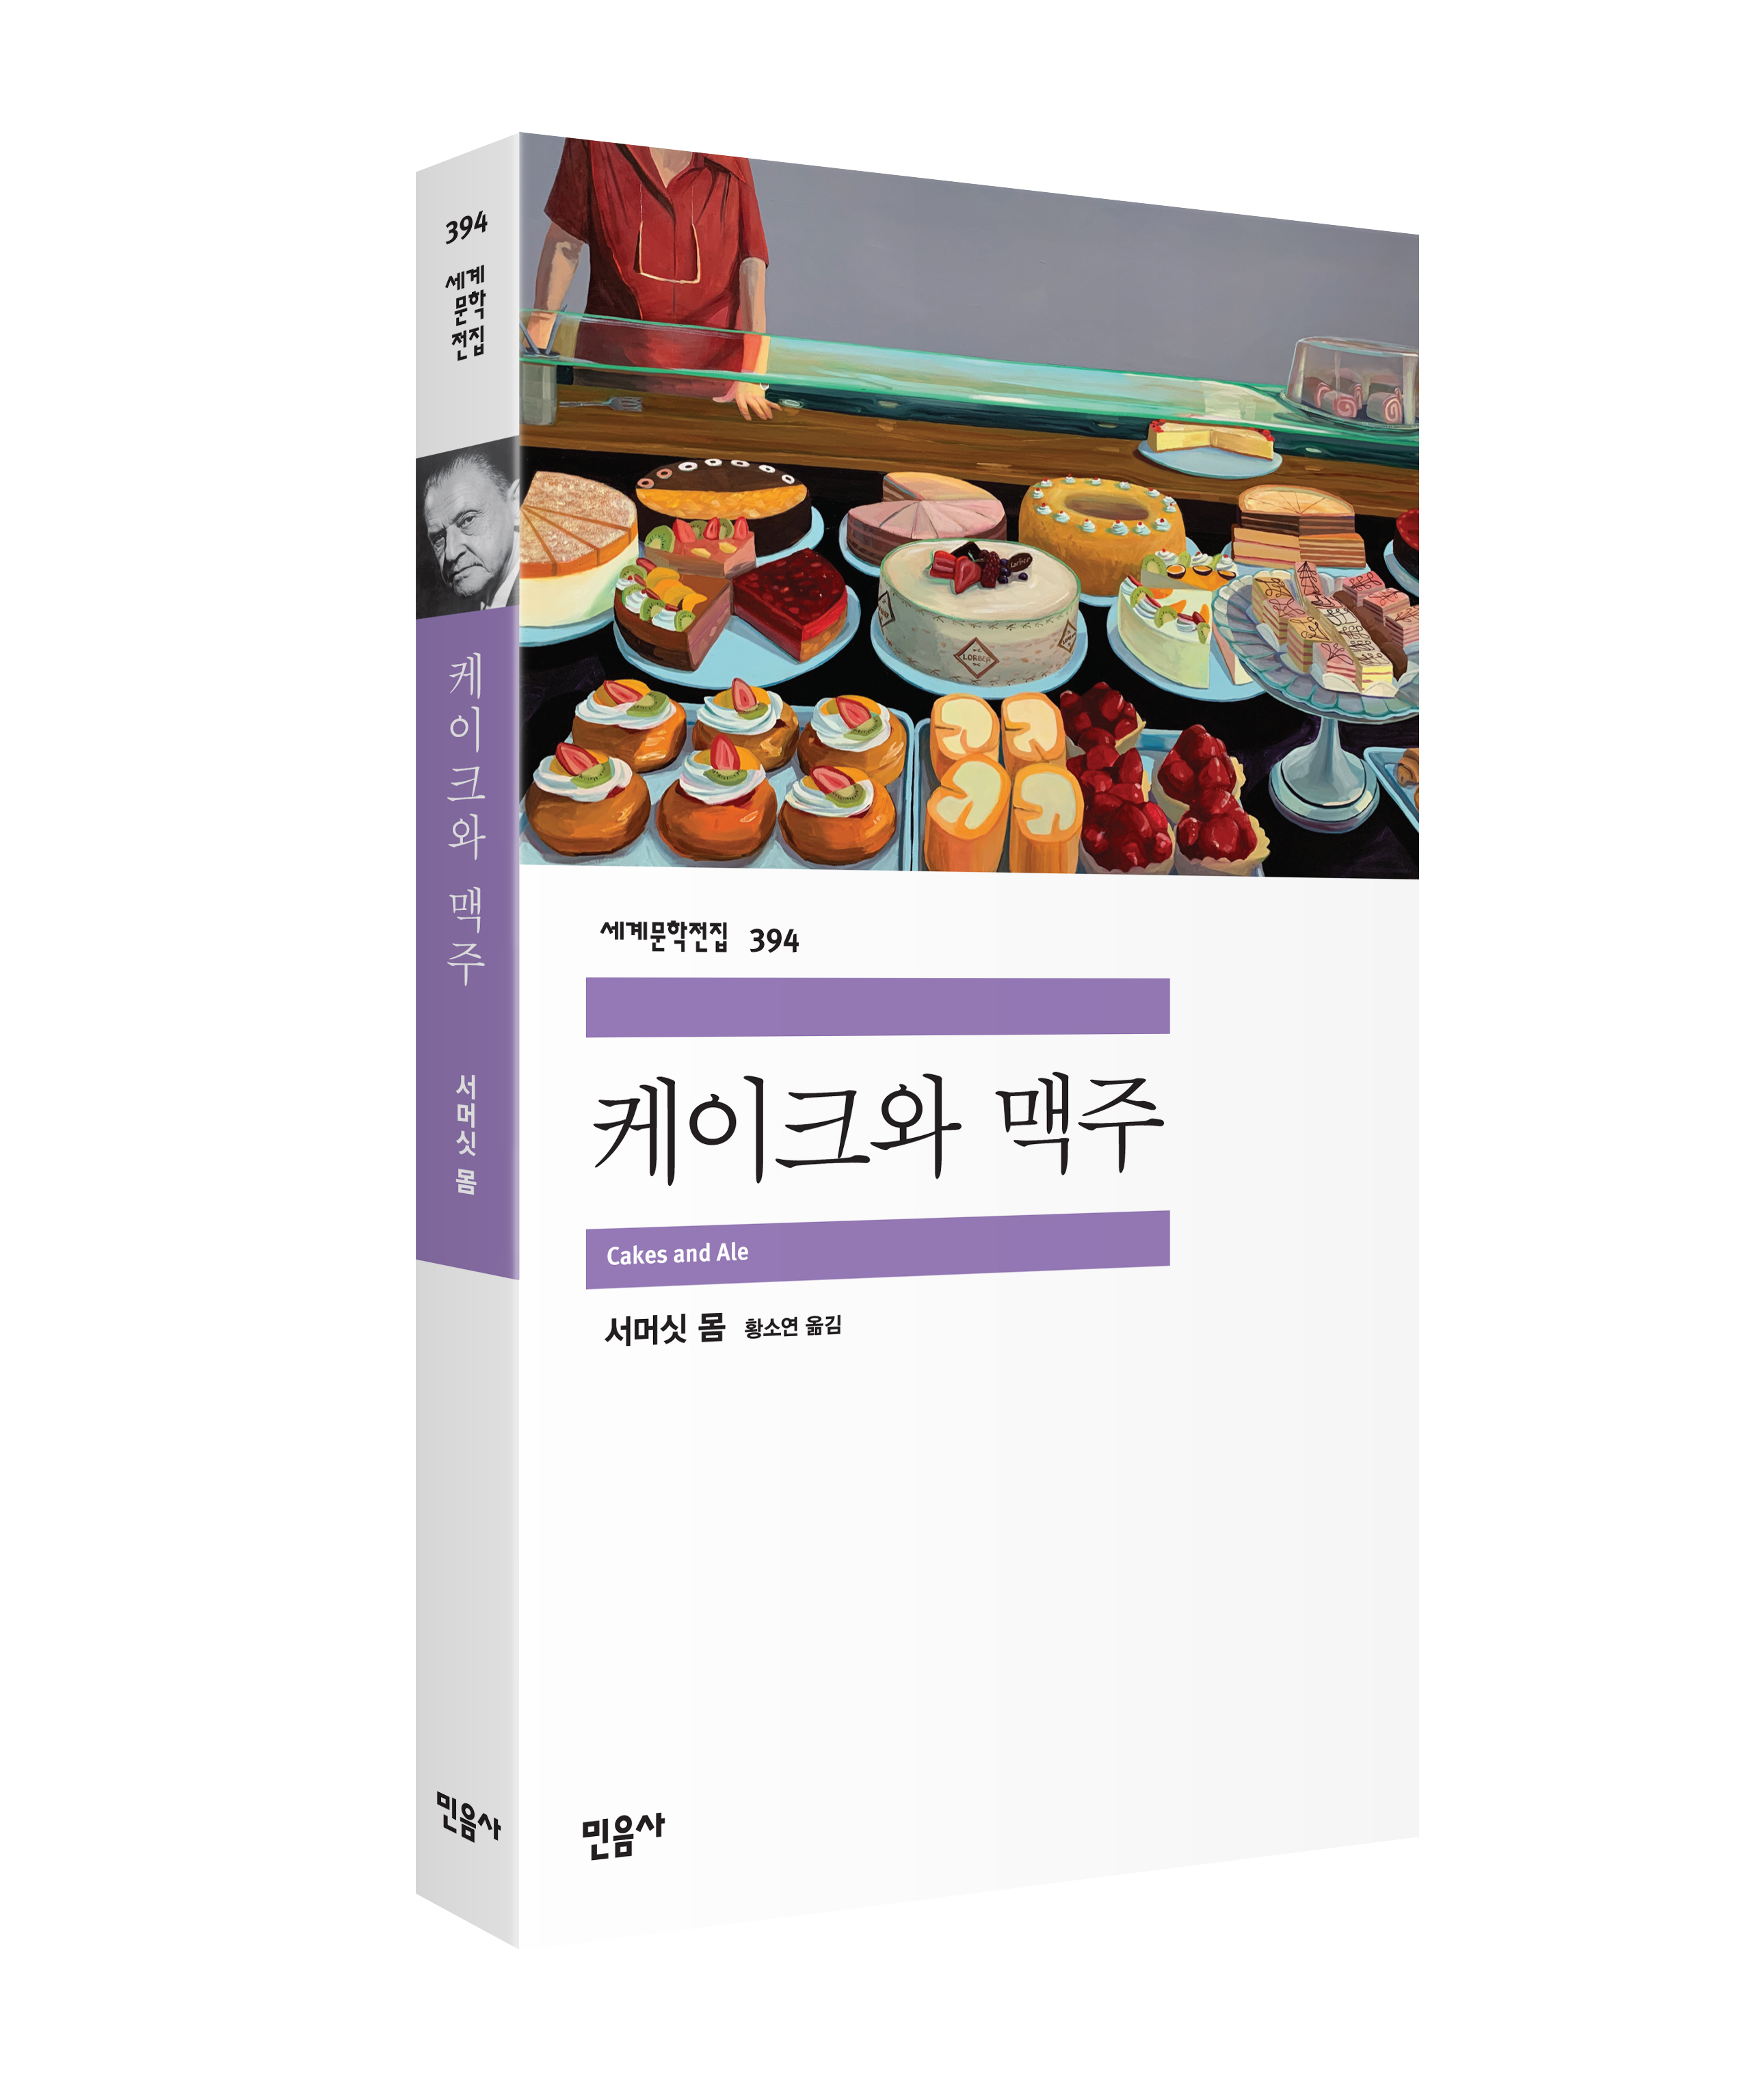 394
세계
문학
전집
케이크와 맥주
서머싯 몸
민음사
LORBER
세계문학전집 394
케이크와 맥주
Cakes and Ale
서머싯 몸 황소연 옮김
민음사